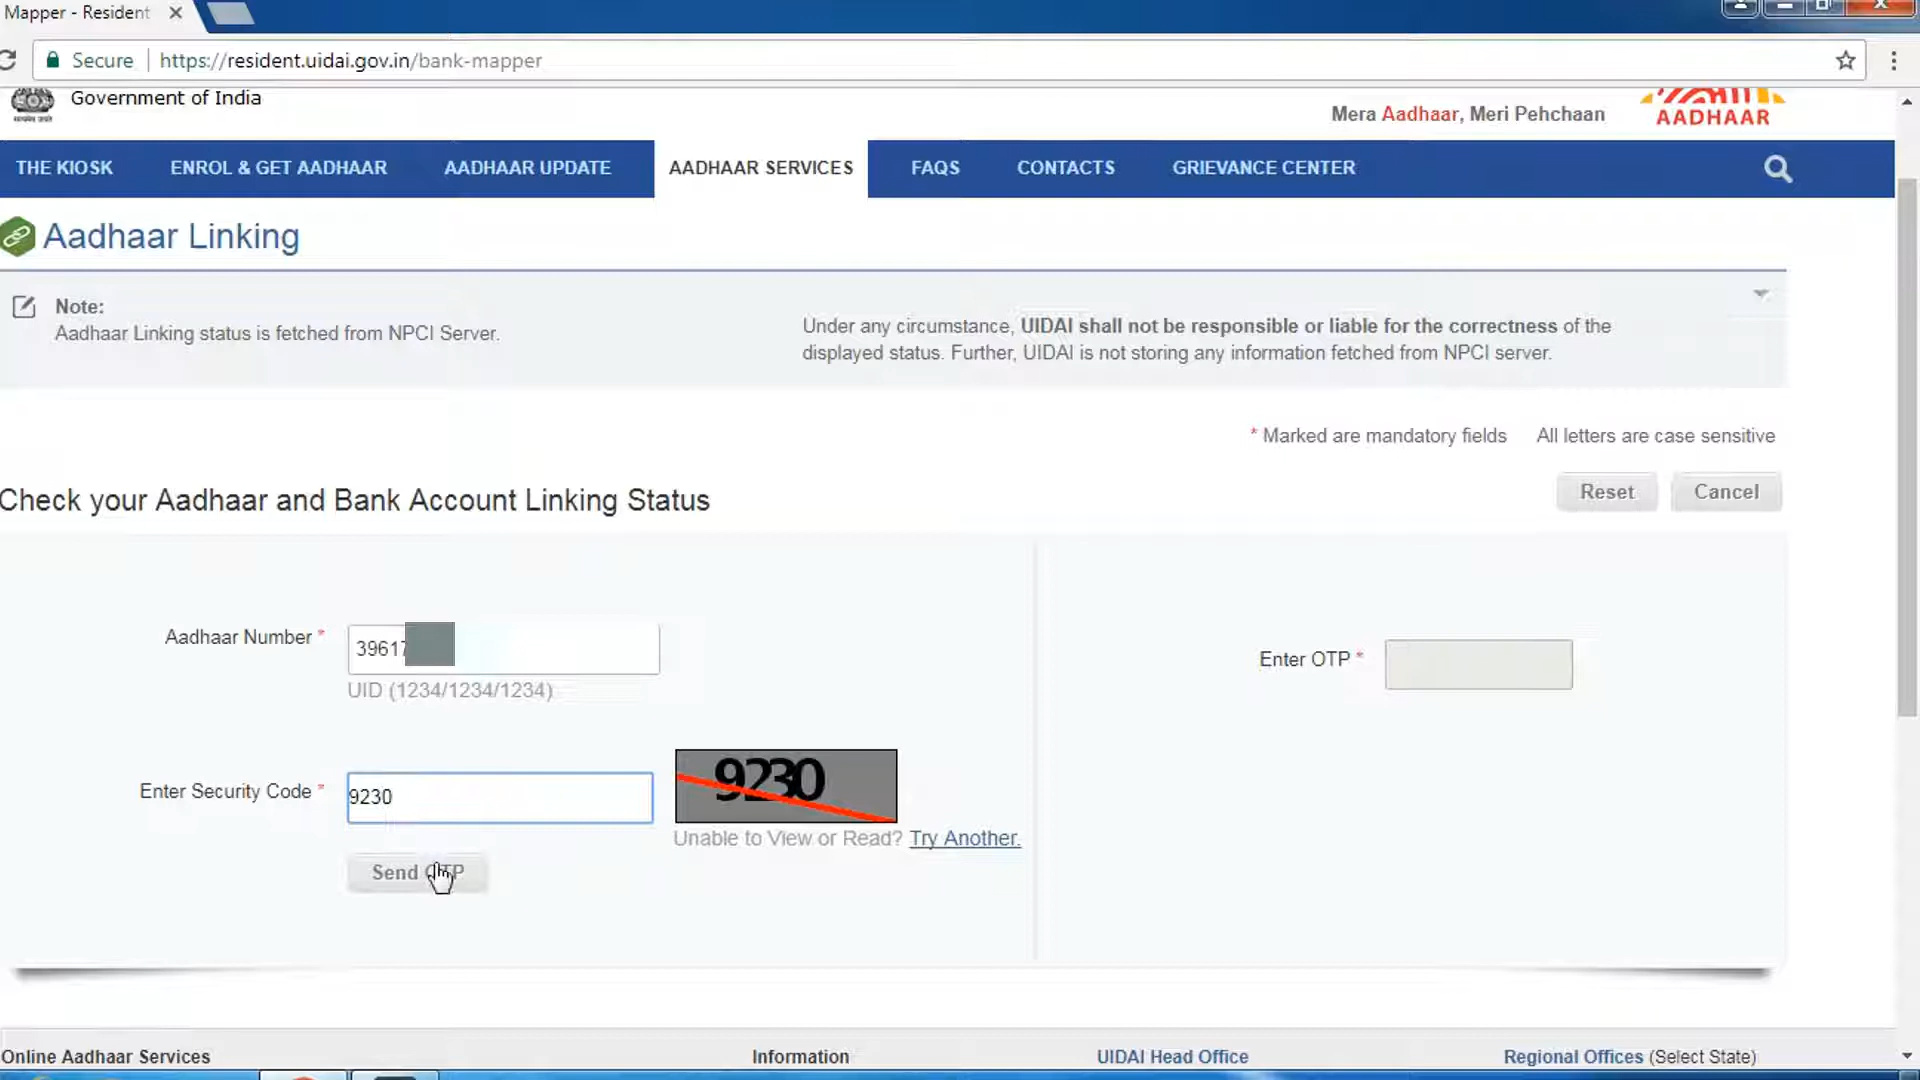 Mapper - Resident
Secure
https://resident.uidai.gov.in/bank-mapper
Government of India
Mera Aadhaar, Meri Pehchaan
AADHAAR
THE KIOSK
ENROL & GET AADHAAR
AADHAAR UPDATE
AADHAAR SERVICES
FAQS
CONTACTS
GRIEVANCE CENTER
Aadhaar Linking
Note:
Aadhaar Linking status is fetched from NPCI Server.
Under any circumstance, UIDAI shall not be responsible or liable for the correctness of the
displayed status. Further, UIDAI is not storing any information fetched from NPCI server.
* Marked are mandatory fields
All letters are case sensitive
Check your Aadhaar and Bank Account Linking Status
Reset
Cancel
Aadhaar Number *
39617
UID (1234/1234/1234)
Enter OTP *
Enter Security Code *
9230
9230
Unable to View or Read? Try Another.
Send OTP
Online Aadhaar Services
Information
UIDAI Head Office
Regional Offices (Select State)